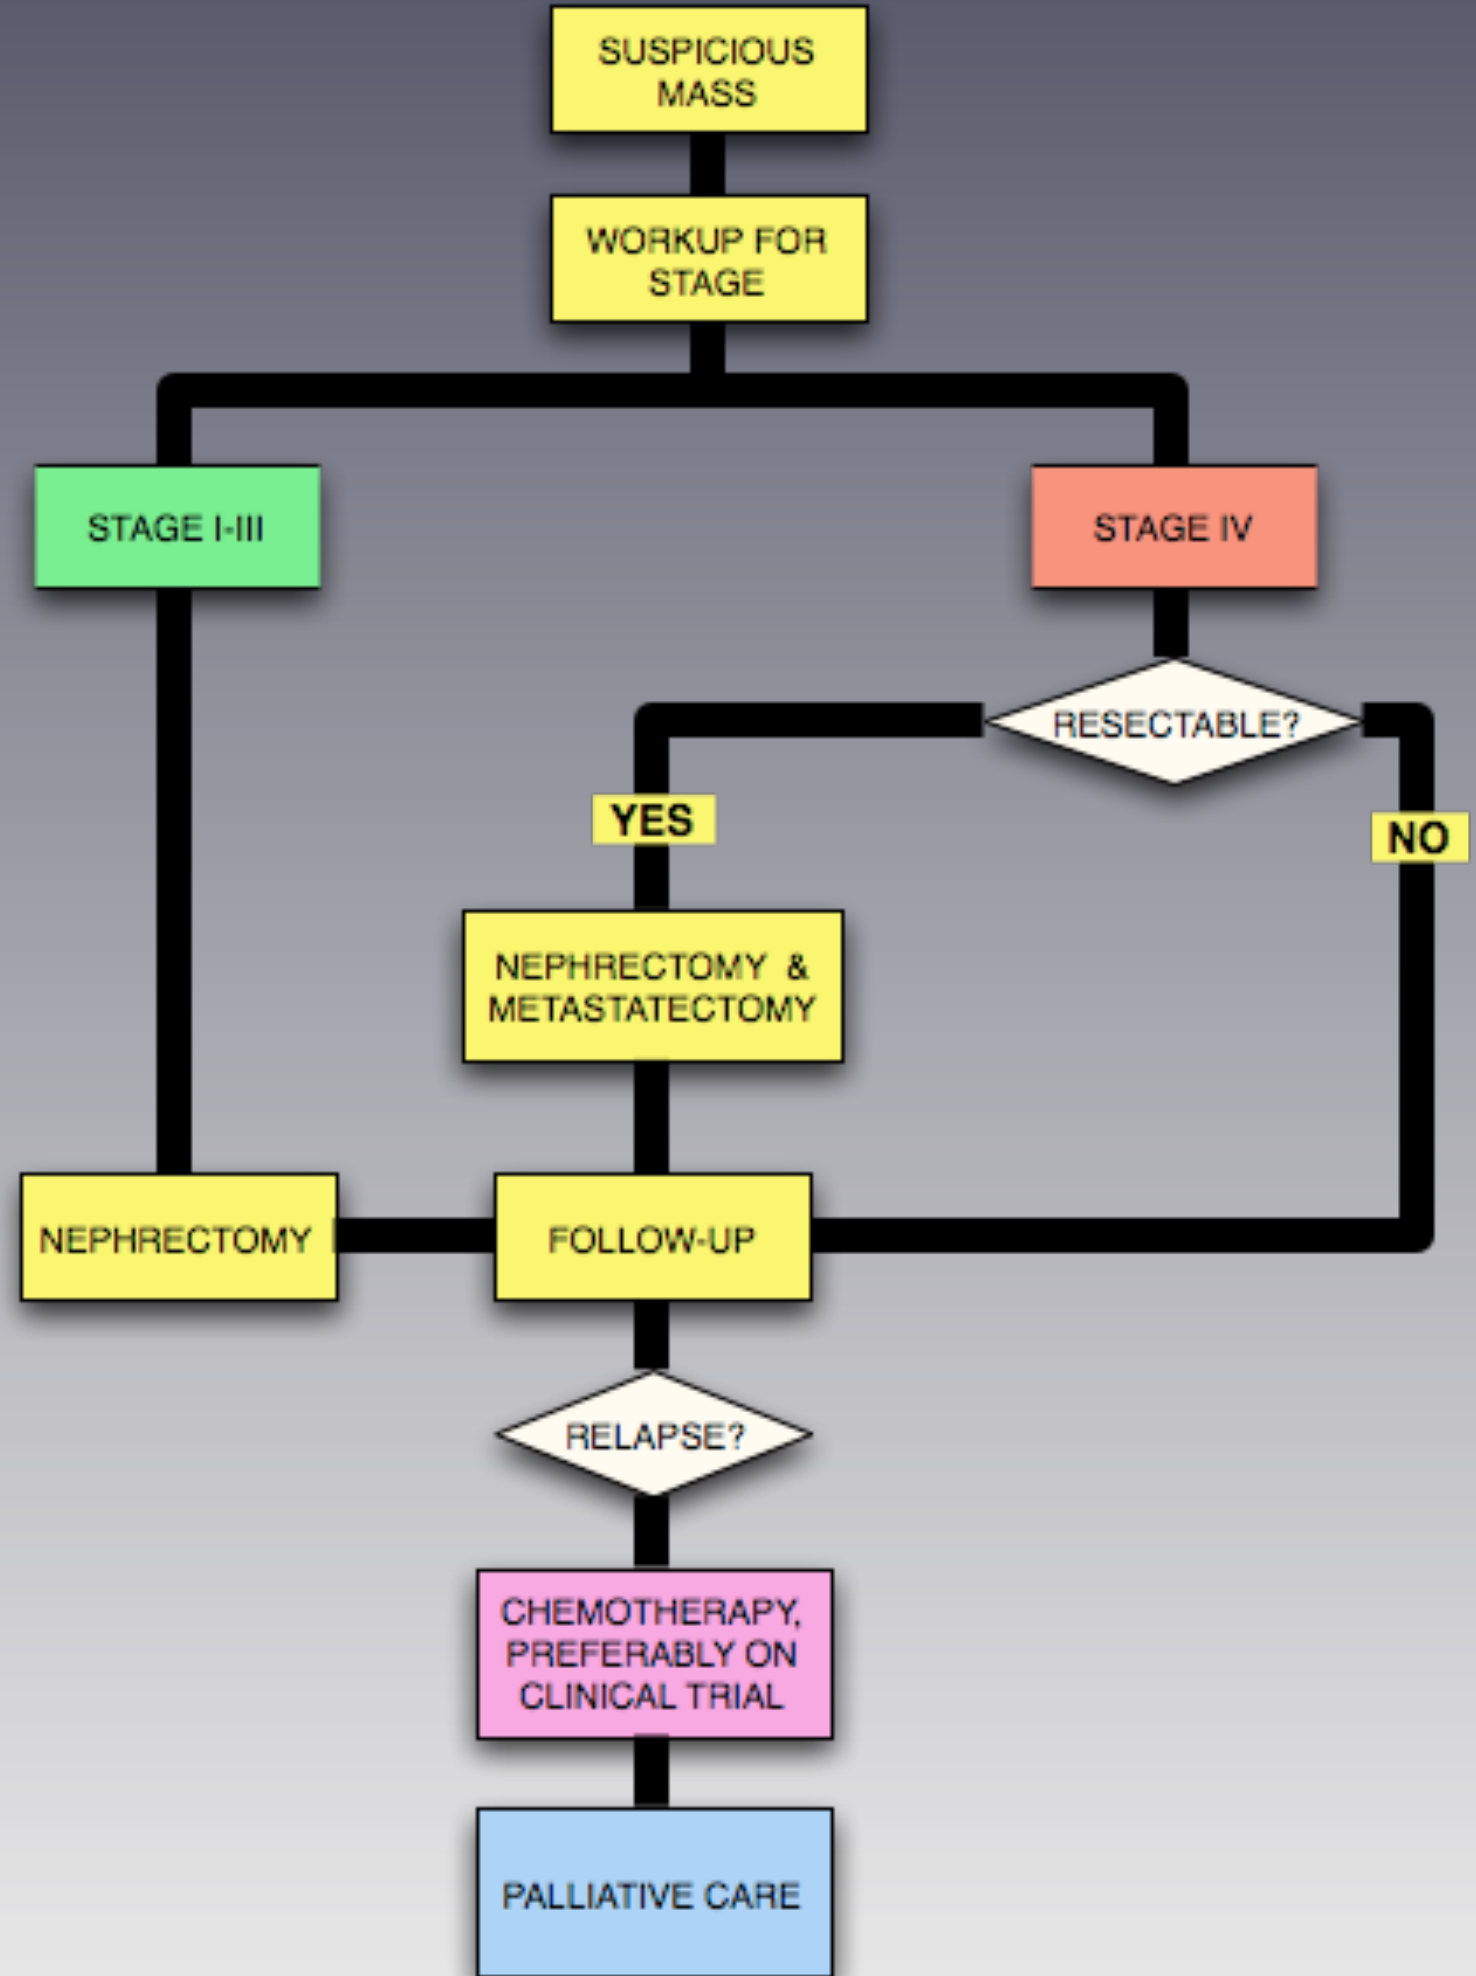 SUSPICIOUS
MASS
WORKUP FOR
STAGE
STAGE I-III
STAGE IV
RESECTABLE?
YES
NO
NEPHRECTOMY &
METASTATECTOMY
NEPHRECTOMY
FOLLOW-UP
RELAPSE?
CHEMOTHERAPY,
PREFERABLY ON
CLINICAL TRIAL
PALLIATIVE CARE